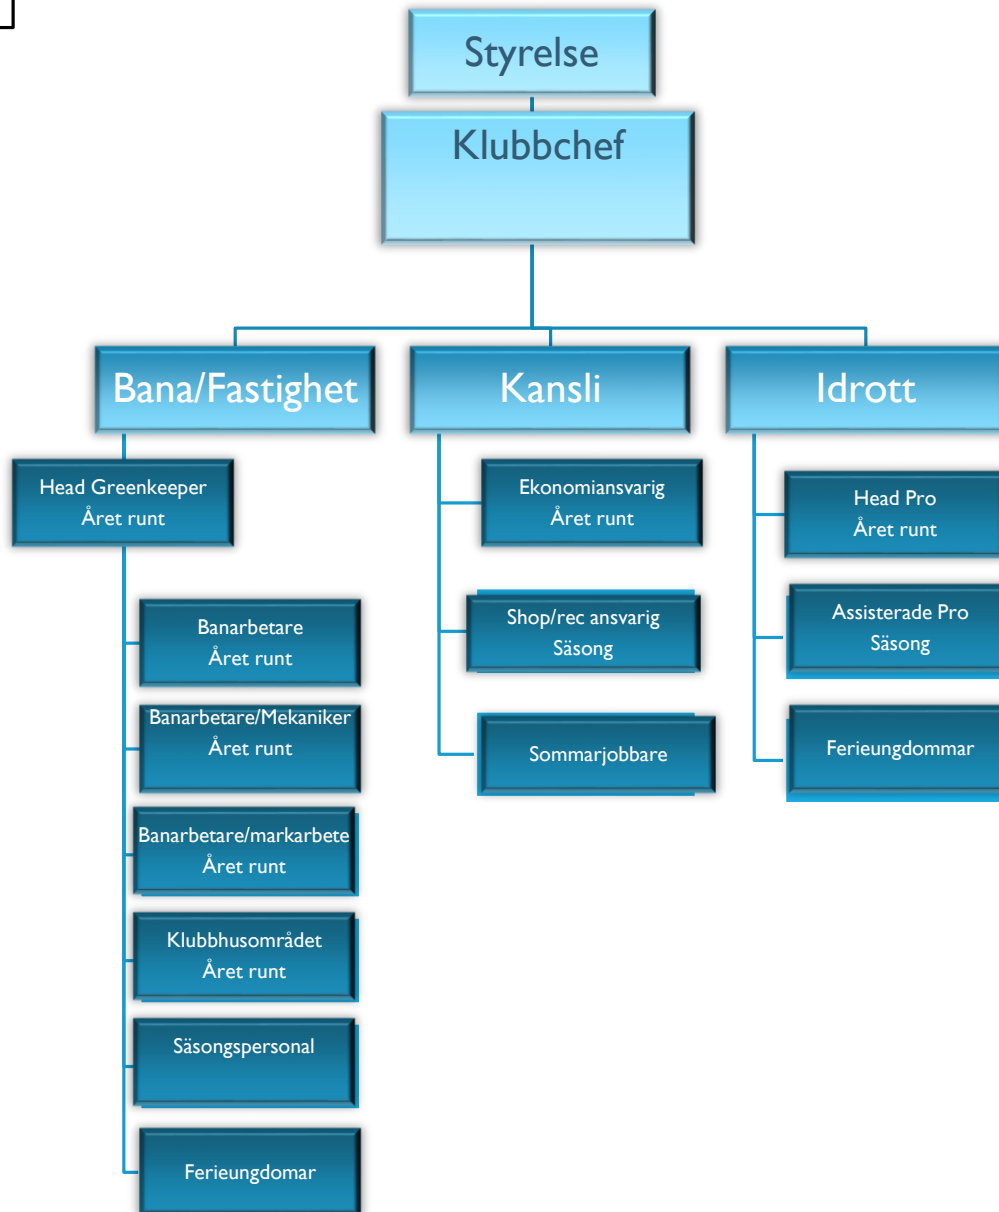 Styrelse
Klubbchef
Bana/Fastighet
Head Greenkeeper
Året runt
Banarbetare
Året runt
Banarbetare/Mekaniker
Året runt
Banarbetare/markarbete
Året runt
Klubbhusområdet
Året runt
Säsongspersonal
Ferieungdomar
Kansli
Ekonomiansvarig
Året runt
Shop/rec ansvarig
Säsong
Sommarjobbare
Idrott
Head Pro
Året runt
Assisterade Pro
Säsong
Ferieungdommar